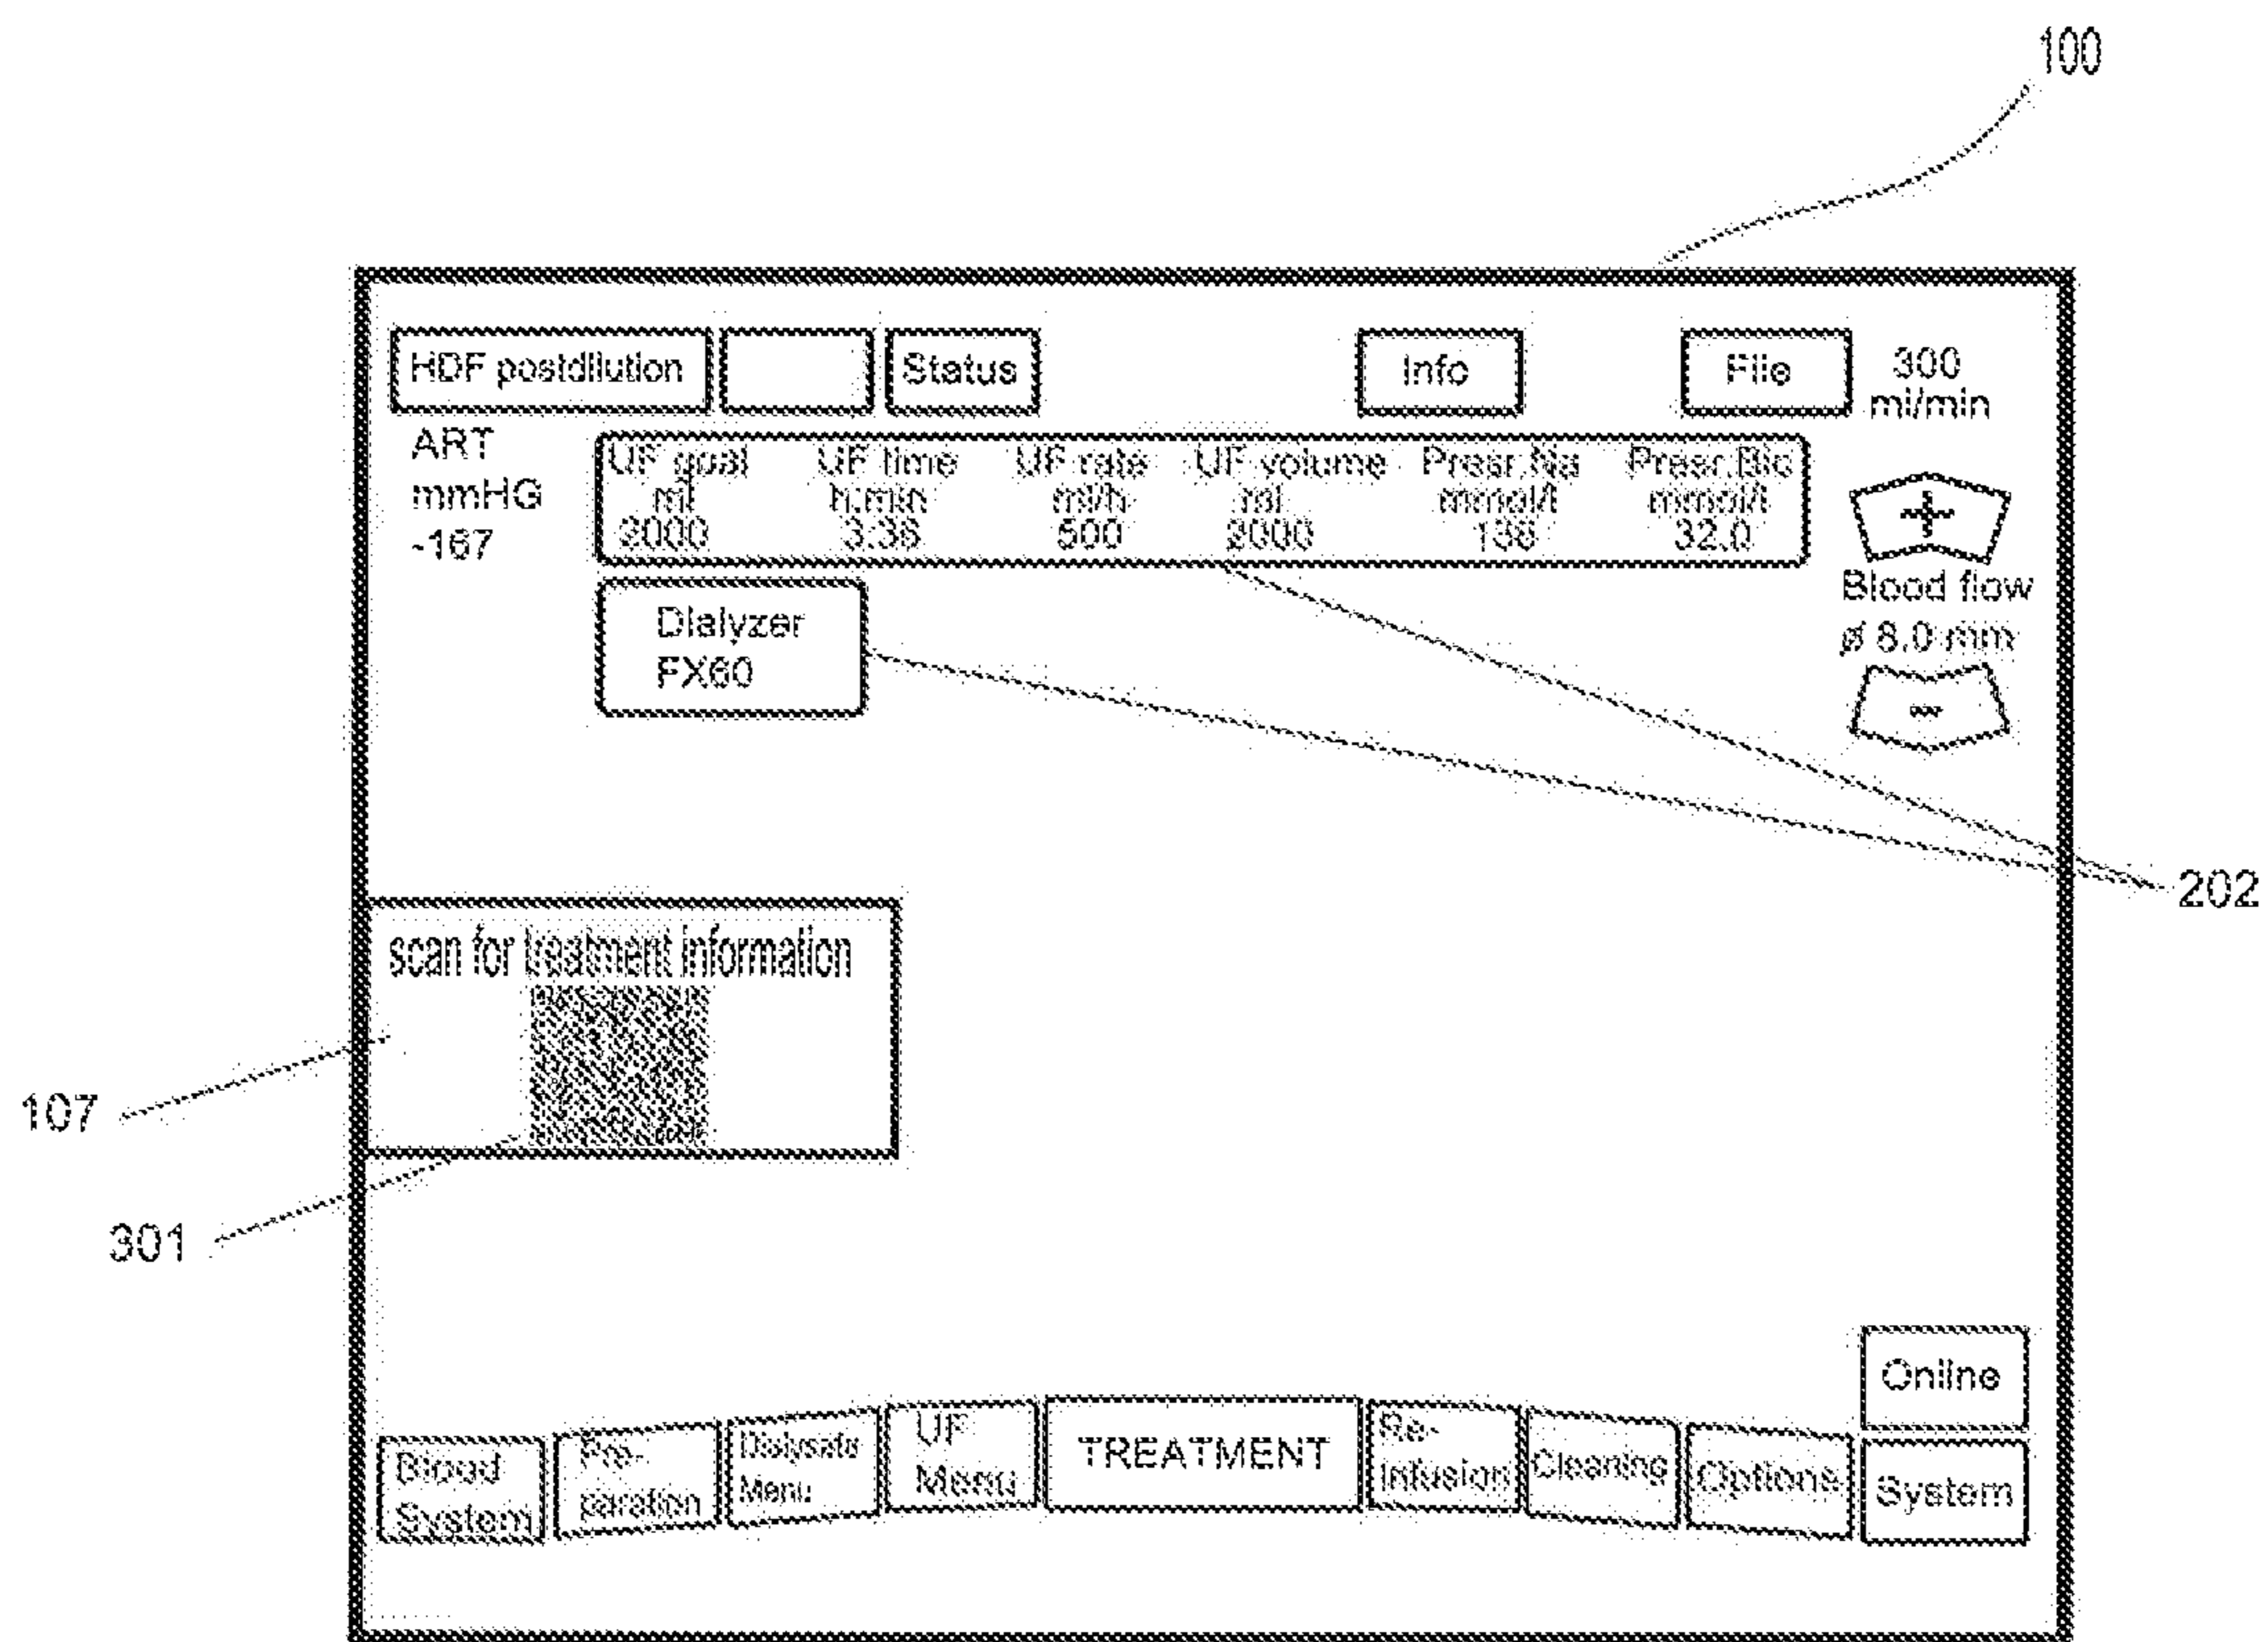 100
HDF postdilution
Status
Info
File
300
ml/min
ART
mmHG
-167
UF goal UF time UF rate UF volume Prescr.Na Prescr.Bic
ml h:min ml/h ml mmol/l mmol/l
2000 3:36 500 2000 138 32.0
+
Blood flow
ø 8.0 mm
-
Dialyzer
FX60
202
scan for treatment information
107
301
Online
Blood
System
Pre-
paration
Dialysate
Menu
UF
Menu
TREATMENT
Re-
Infusion
Cleaning
Options
System